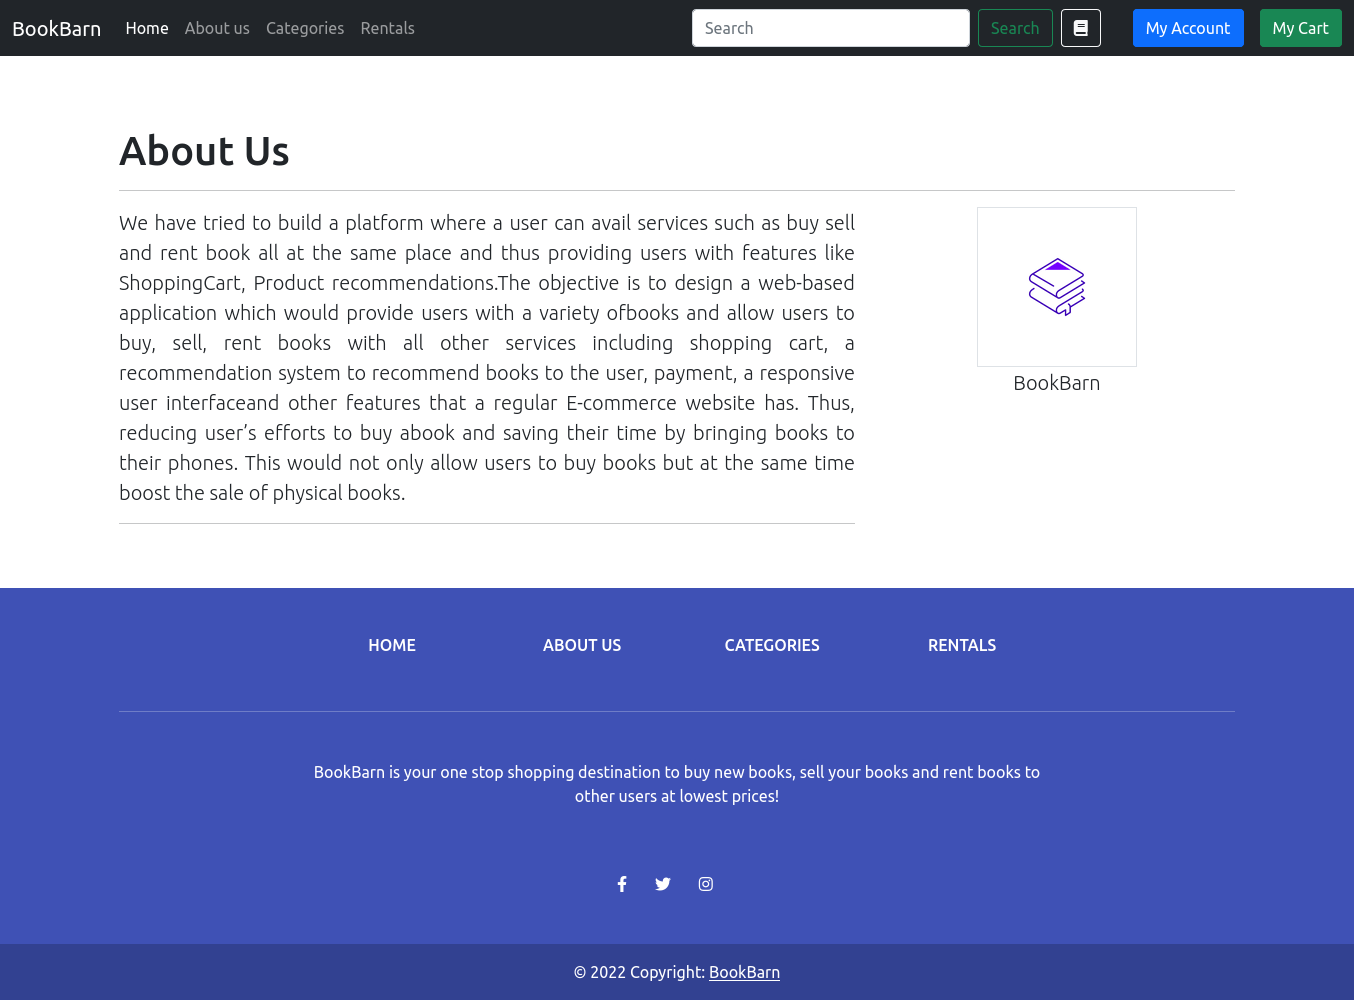 BookBarn Home About us Categories Rentals Search Search My Account My Cart
About Us
We have tried to build a platform where a user can avail services such as buy sell
and rent book all at the same place and thus providing users with features like
ShoppingCart, Product recommendations.The objective is to design a web-based
application which would provide users with a variety ofbooks and allow users to
buy, sell, rent books with all other services including shopping cart, a
recommendation system to recommend books to the user, payment, a responsive
user interfaceand other features that a regular E-commerce website has. Thus,
reducing user’s efforts to buy abook and saving their time by bringing books to
their phones. This would not only allow users to buy books but at the same time
boost the sale of physical books.
BookBarn
HOME ABOUT US CATEGORIES RENTALS
BookBarn is your one stop shopping destination to buy new books, sell your books and rent books to
other users at lowest prices!
© 2022 Copyright: BookBarn